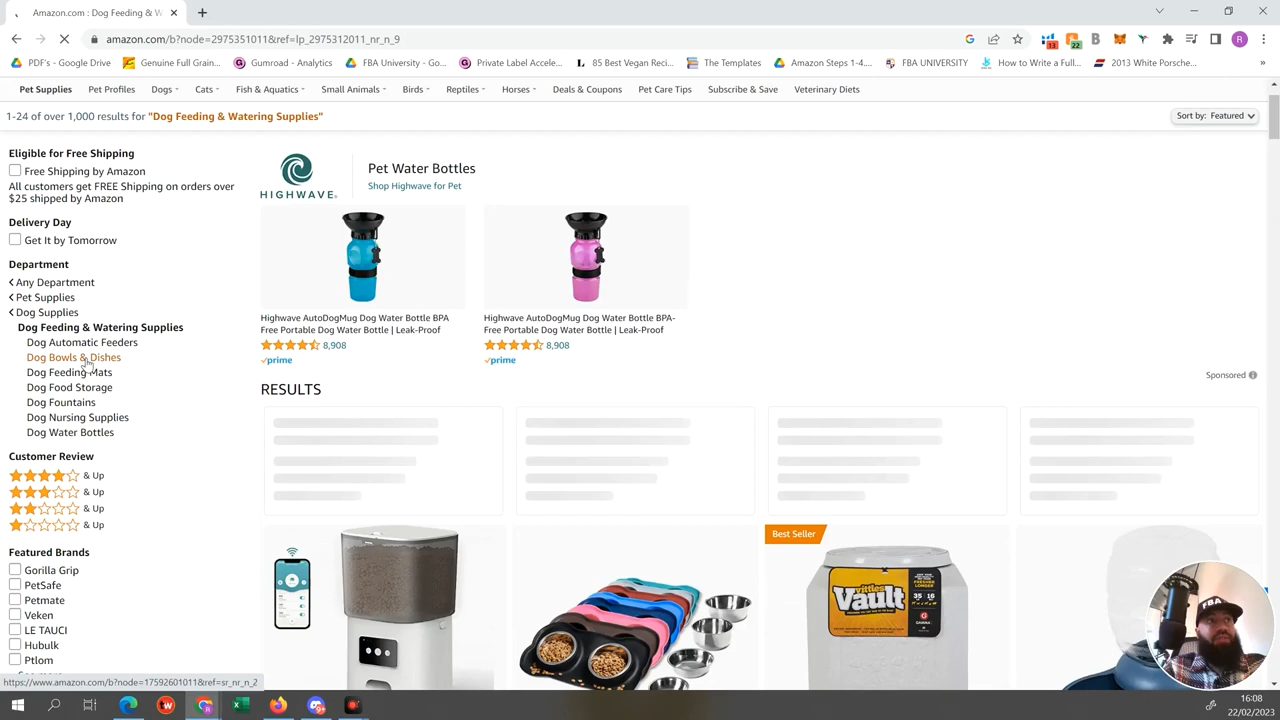 Amazon.com : Dog Feeding & W
amazon.com/b?node=2975351011&ref=lp_2975312011_nr_n_9
13
22
R
PDF's - Google Drive
Genuine Full Grain...
Gumroad - Analytics
FBA University - Go...
Private Label Accele...
85 Best Vegan Reci...
The Templates
Amazon Steps 1-4....
FBA UNIVERSITY
How to Write a Full...
2013 White Porsche...
Pet Supplies
Pet Profiles
Dogs
Cats
Fish & Aquatics
Small Animals
Birds
Reptiles
Horses
Deals & Coupons
Pet Care Tips
Subscribe & Save
Veterinary Diets
1-24 of over 1,000 results for "Dog Feeding & Watering Supplies"
Sort by: Featured
Eligible for Free Shipping
Free Shipping by Amazon
All customers get FREE Shipping on orders over
$25 shipped by Amazon
Delivery Day
Get It by Tomorrow
Department
Any Department
Pet Supplies
Dog Supplies
Dog Feeding & Watering Supplies
Dog Automatic Feeders
Dog Bowls & Dishes
Dog Feeding Mats
Dog Food Storage
Dog Fountains
Dog Nursing Supplies
Dog Water Bottles
Customer Review
& Up
& Up
& Up
& Up
Featured Brands
Gorilla Grip
PetSafe
Petmate
Veken
LE TAUCI
Hubulk
Ptlom
HIGHWAVE
Pet Water Bottles
Shop Highwave for Pet
Highwave AutoDogMug Dog Water Bottle BPA
Free Portable Dog Water Bottle | Leak-Proof
8,908
prime
Highwave AutoDogMug Dog Water Bottle BPA-
Free Portable Dog Water Bottle | Leak-Proof
8,908
prime
Sponsored
RESULTS
Best Seller
vittles
Vault
35 16
FBA
https://www.amazon.com/b?node=17592601011&ref=sr_nr_n_2
16:08
22/02/2023